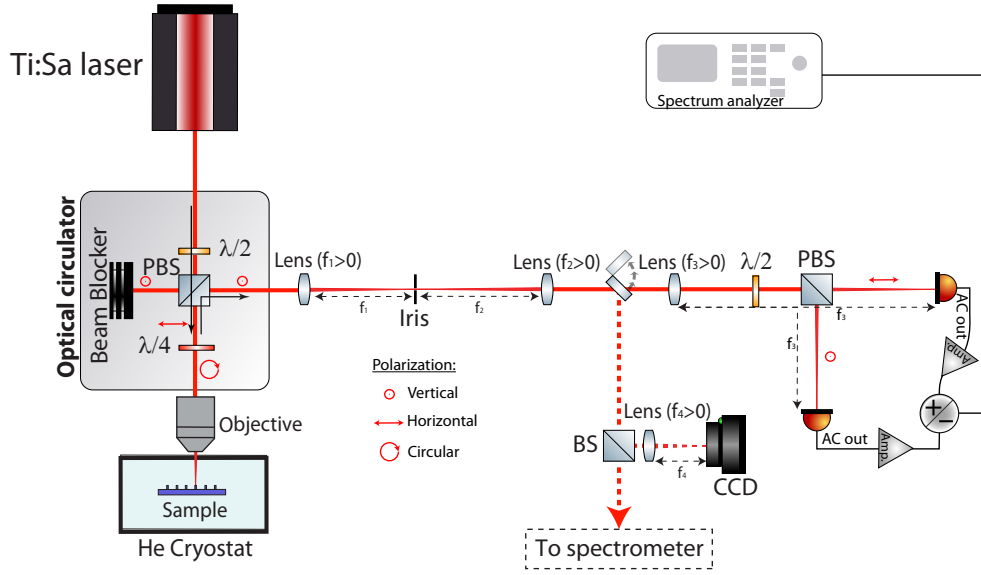 Ti:Sa laser
Spectrum analyzer
Optical circulator
Beam Blocker
PBS
λ/2
λ/4
Objective
Sample
He Cryostat
Lens (f₁>0)
f₁
Iris
f₂
Lens (f₂>0)
Lens (f₃>0)
λ/2
PBS
f₃
f₃
AC out
Amp.
+
−
AC out
Amp.
Polarization:
Vertical
Horizontal
Circular
BS
Lens (f₄>0)
f₄
CCD
To spectrometer